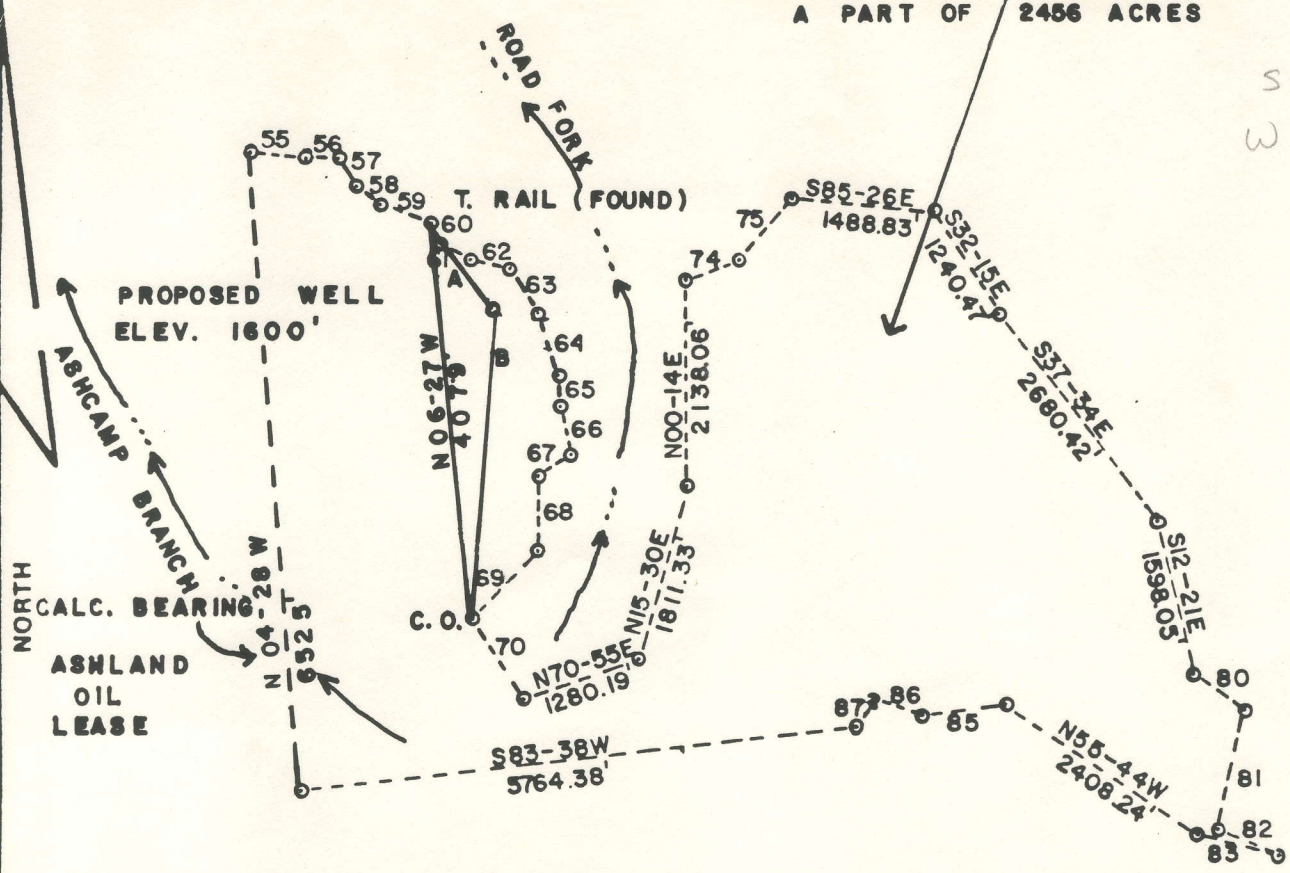 A PART OF 2456 ACRES
S
W
ROAD FORK
55
56
57
58
59
60
T. RAIL (FOUND)
62
A
63
B
64
65
66
67
68
69
70
C. O.
N06-27W
4079'
PROPOSED WELL
ELEV. 1600'
ASHCAMP BRANCH
NORTH
CALC. BEARING
N 04-28 W
6525'
ASHLAND
OIL
LEASE
N70-55E
1280.19'
N15-30E
1811.33'
N00-14E
2138.06'
74
75
S85-26E
1488.83'
S32-15E
1240.47'
S37-34E
2680.42'
S12-21E
1598.05'
80
81
82
83
N55-44W
2408.24'
85
86
87
S83-38W
5764.38'